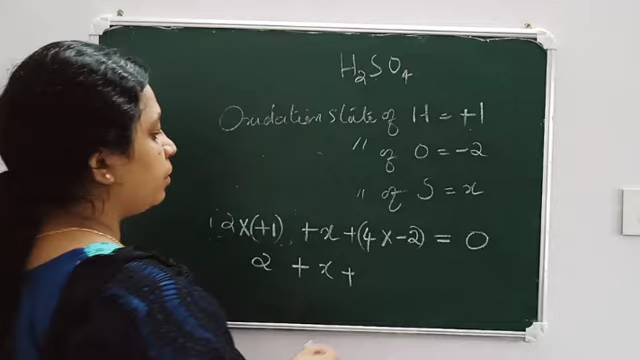 H₂SO₄
Oxidation state of H = +1
" of O = -2
" of S = x
2×(+1) + x + (4 × -2) = 0
2 + x +